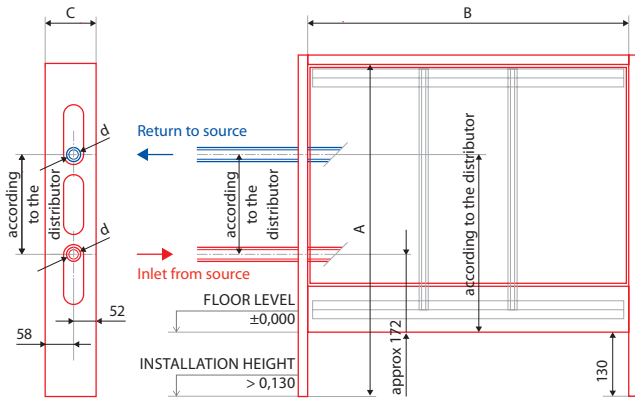 C
B
d
Return to source
according
to the
distributor
according
to the
distributor
A
according to the distributor
d
Inlet from source
52
58
FLOOR LEVEL
±0,000
approx 172
INSTALLATION HEIGHT
> 0,130
130